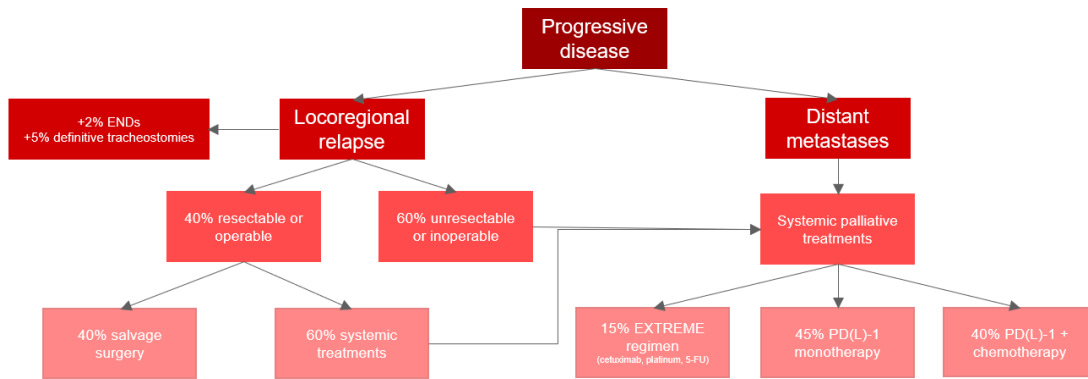 Progressive
disease
+2% ENDs
+5% definitive tracheostomies
Locoregional
relapse
Distant
metastases
40% resectable or
operable
60% unresectable
or inoperable
Systemic palliative
treatments
40% salvage
surgery
60% systemic
treatments
15% EXTREME
regimen
(cetuximab, platinum, 5-FU)
45% PD(L)-1
monotherapy
40% PD(L)-1 +
chemotherapy